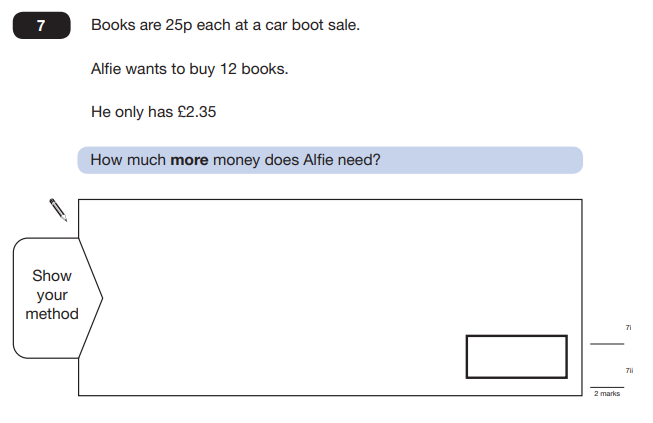 7
Books are 25p each at a car boot sale.
Alfie wants to buy 12 books.
He only has £2.35
How much more money does Alfie need?
Show
your
method
7i
7ii
2 marks